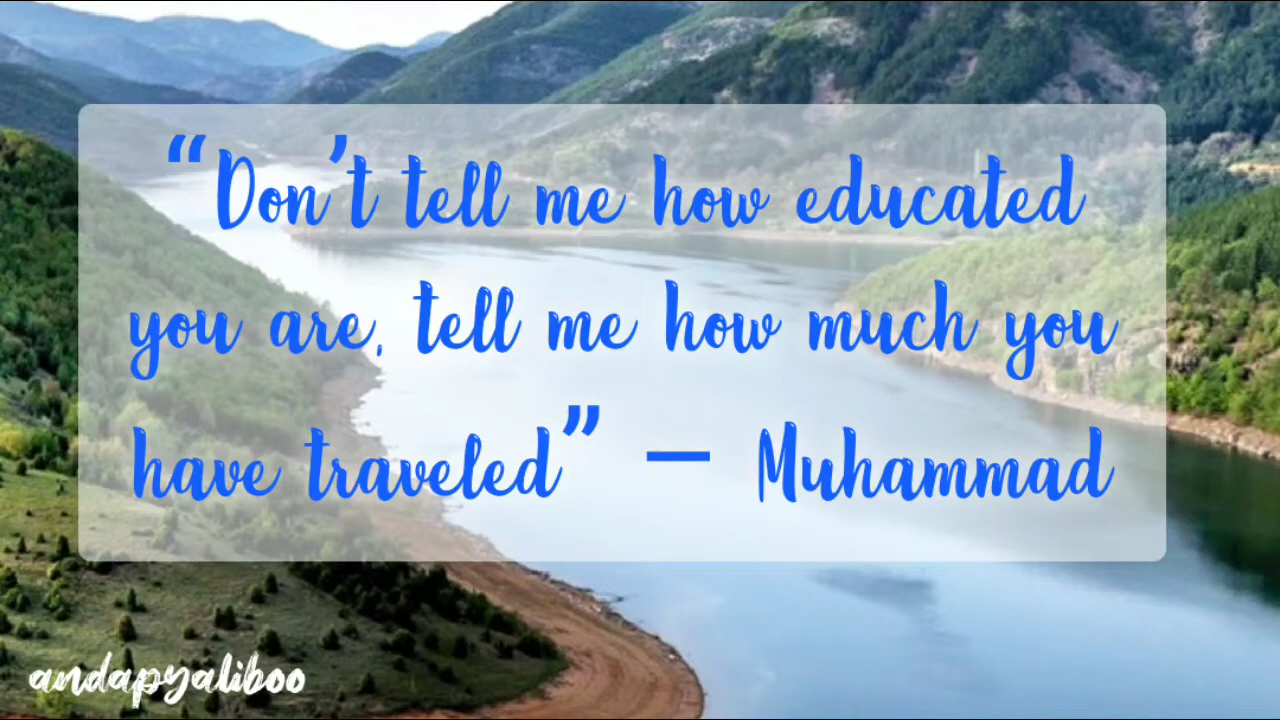 “Don’t tell me how educated
you are, tell me how much you
have traveled” – Muhammad
andapyaliboo